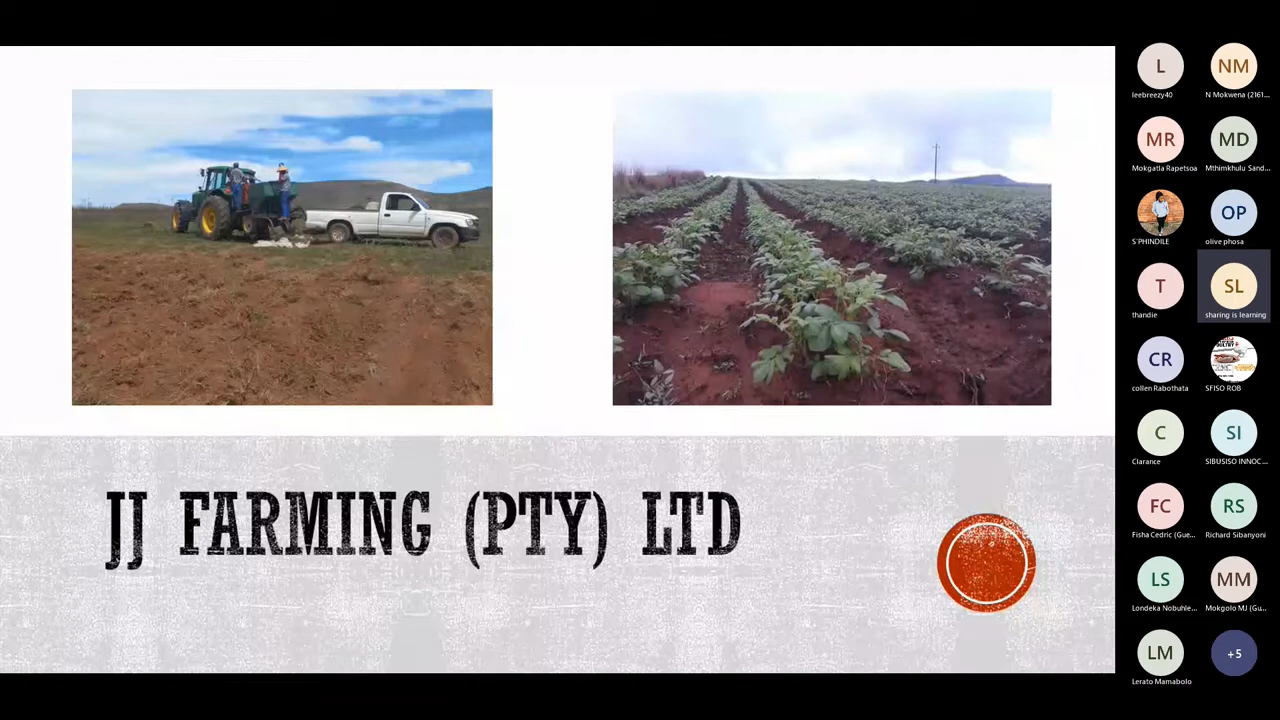 JJ FARMING (PTY) LTD
L
leebreezy40
NM
N Mokwena (2161...
MR
Mokgatla Rapetsoa
MD
Mthimkhulu Sand...
S'PHINDILE
OP
olive phosa
T
thandie
SL
sharing is learning
CR
collen Rabothata
SFISO ROB
C
Clarance
SI
SIBUSISO INNOC...
FC
Fisha Cedric (Gue...
RS
Richard Sibanyoni
LS
Londeka Nobuhle...
MM
Mokgolo MJ (Gu...
LM
Lerato Mamabolo
+5